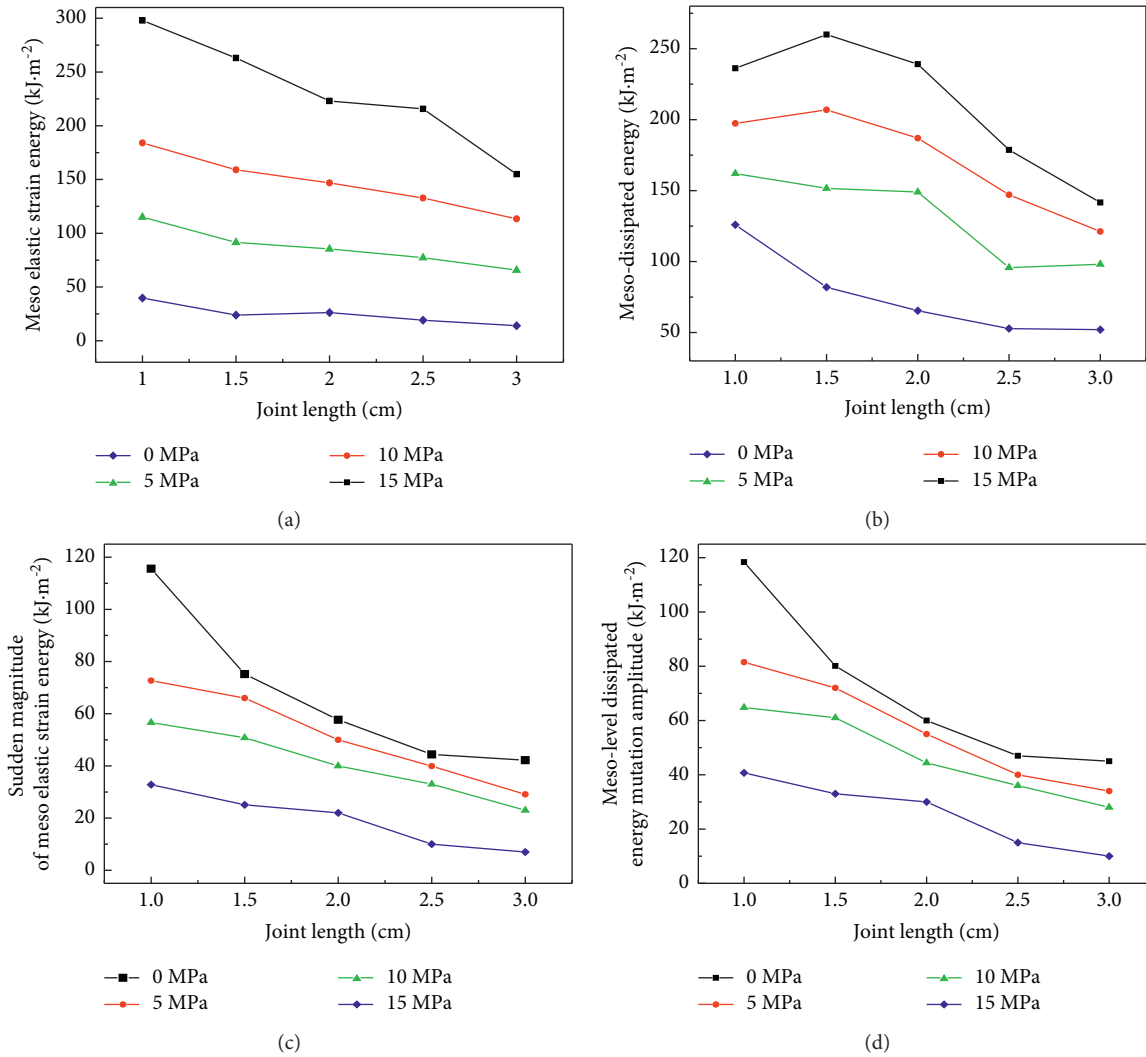 300
250
200
150
100
50
0
Meso elastic strain energy (kJ·m⁻²)
1 1.5 2 2.5 3
Joint length (cm)
0 MPa 10 MPa
5 MPa 15 MPa
(a)
250
200
150
100
50
Meso-dissipated energy (kJ·m⁻²)
1.0 1.5 2.0 2.5 3.0
Joint length (cm)
0 MPa 10 MPa
5 MPa 15 MPa
(b)
120
100
80
60
40
20
0
Sudden magnitude
of meso elastic strain energy (kJ·m⁻²)
1.0 1.5 2.0 2.5 3.0
Joint length (cm)
0 MPa 10 MPa
5 MPa 15 MPa
(c)
120
100
80
60
40
20
0
Meso-level dissipated
energy mutation amplitude (kJ·m⁻²)
1.0 1.5 2.0 2.5 3.0
Joint length (cm)
0 MPa 10 MPa
5 MPa 15 MPa
(d)